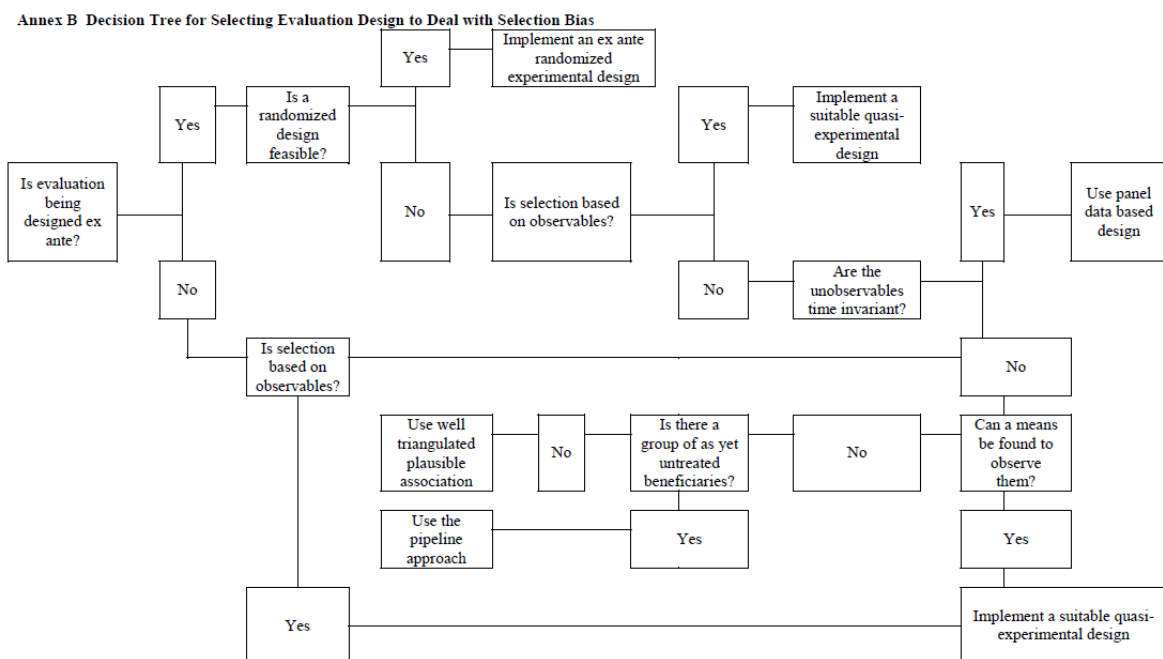 Annex B Decision Tree for Selecting Evaluation Design to Deal with Selection Bias
Yes
Implement an ex ante
randomized
experimental design
Yes
Is a
randomized
design
feasible?
Yes
Implement a
suitable quasi-
experimental
design
Is evaluation
being
designed ex
ante?
No
Is selection based
on observables?
Yes
Use panel
data based
design
No
No
Are the
unobservables
time invariant?
Is selection
based on
observables?
No
Use well
triangulated
plausible
association
No
Is there a
group of as yet
untreated
beneficiaries?
No
Can a means
be found to
observe
them?
Use the
pipeline
approach
Yes
Yes
Yes
Implement a suitable quasi-
experimental design